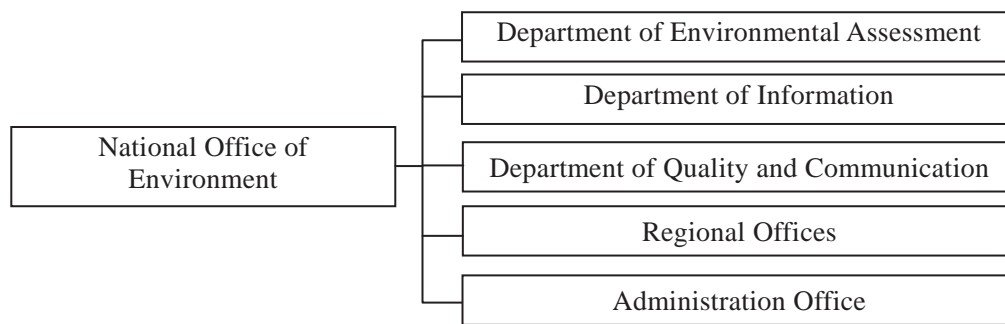 Department of Environmental Assessment
Department of Information
National Office of
Environment
Department of Quality and Communication
Regional Offices
Administration Office